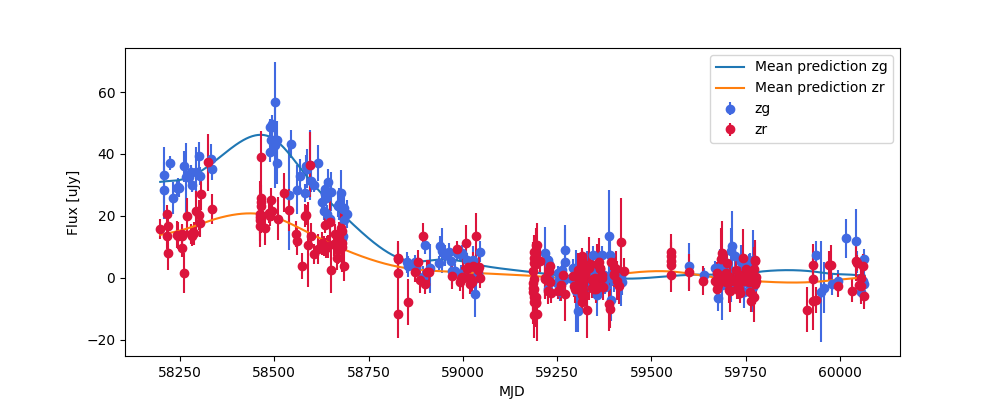 Mean prediction zg
Mean prediction zr
zg
zr
Flux [uJy]
60
40
20
0
−20
58250 58500 58750 59000 59250 59500 59750 60000
MJD